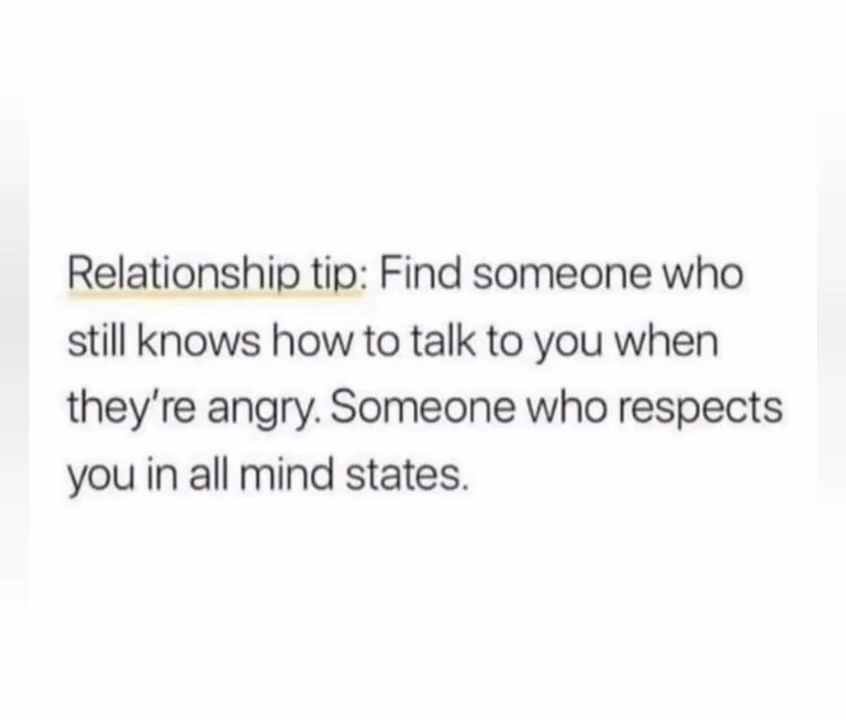 Relationship tip: Find someone who
still knows how to talk to you when
they're angry. Someone who respects
you in all mind states.